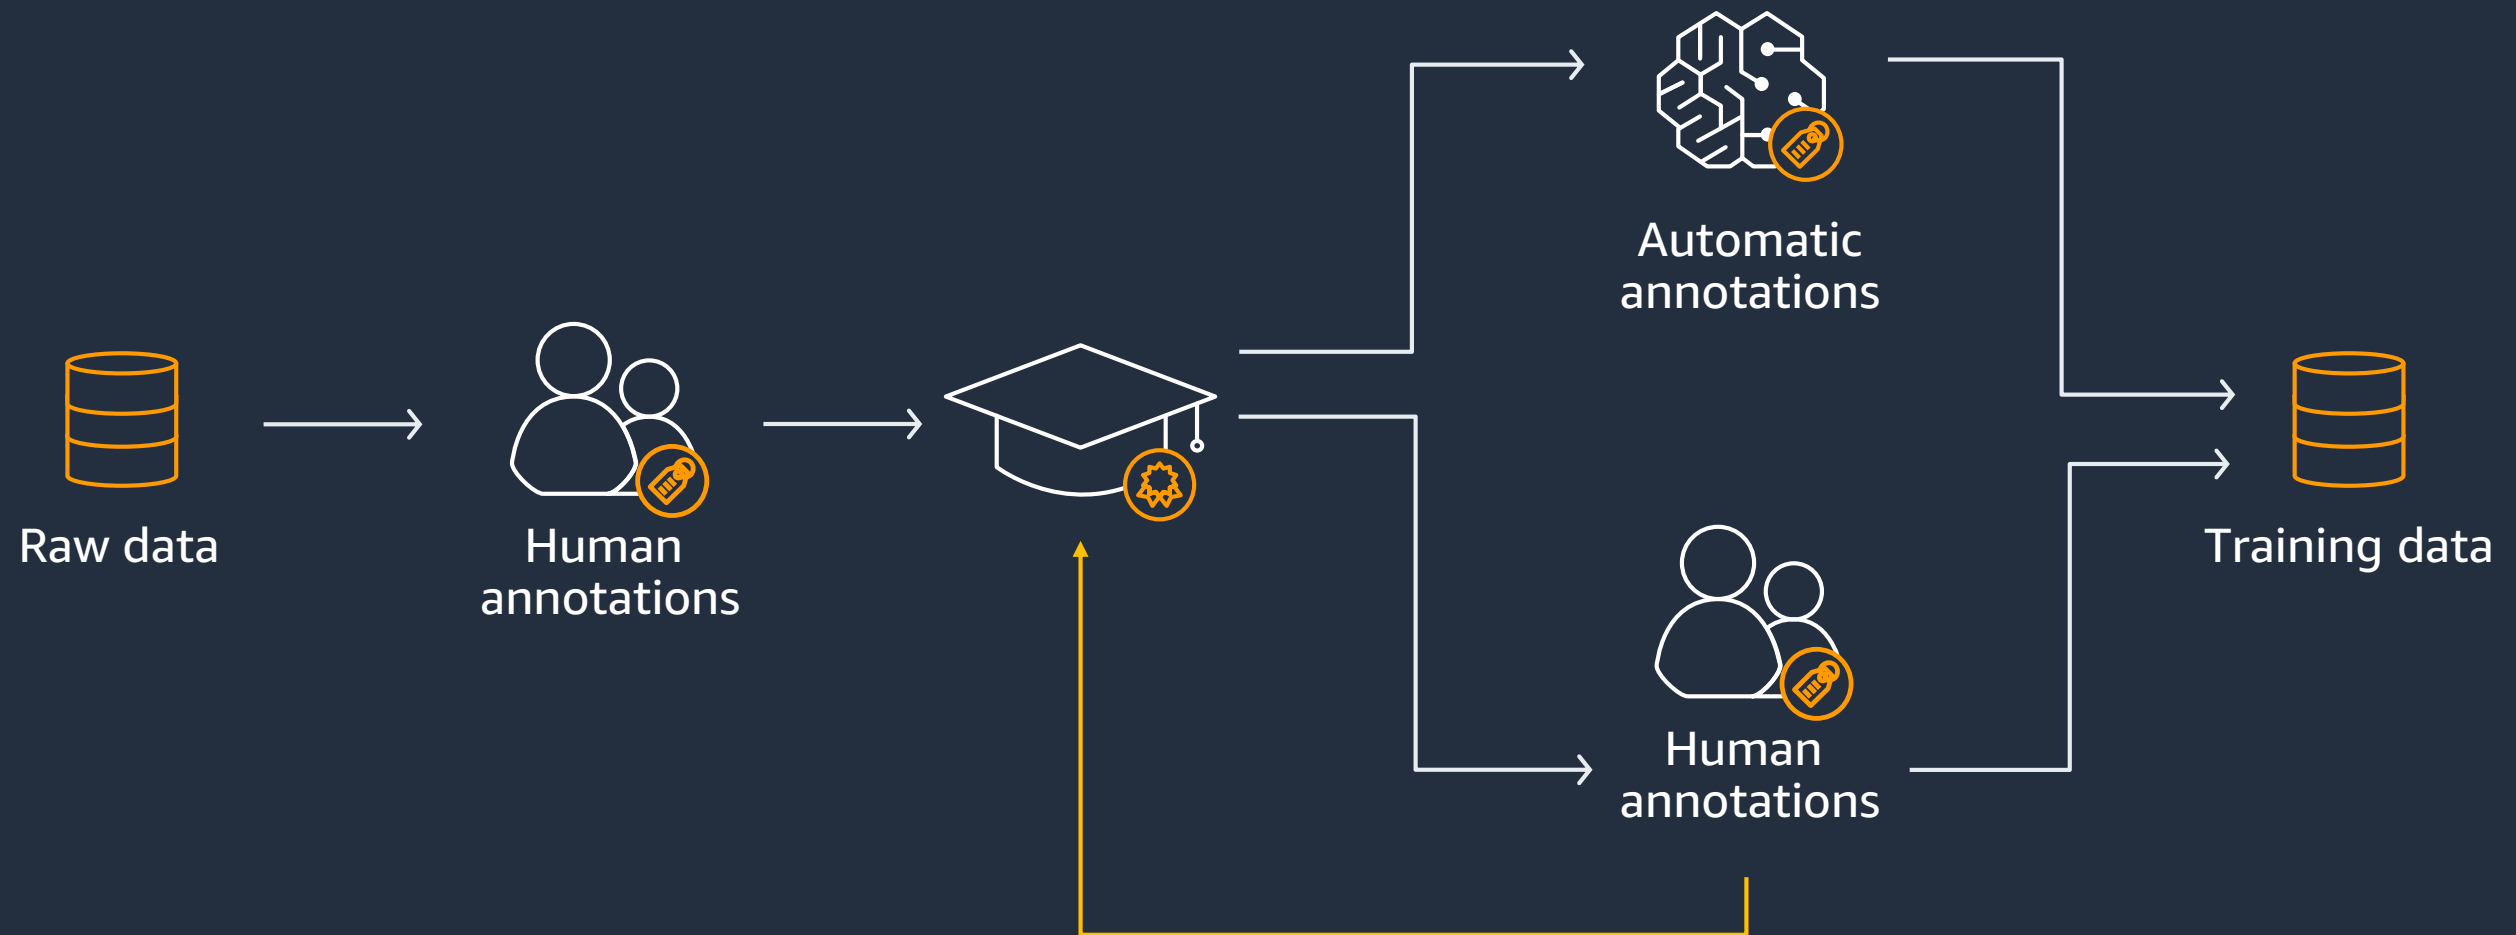 Raw data
Human
annotations
Automatic
annotations
Human
annotations
Training data